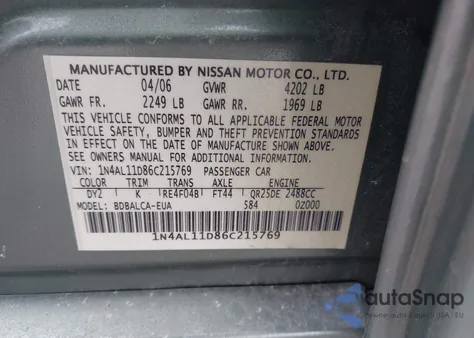 MANUFACTURED BY NISSAN MOTOR CO., LTD.
DATE 04/06 GVWR 4202 LB
GAWR FR. 2249 LB GAWR RR. 1969 LB
THIS VEHICLE CONFORMS TO ALL APPLICABLE FEDERAL MOTOR
VEHICLE SAFETY, BUMPER AND THEFT PREVENTION STANDARDS
IN EFFECT ON THE DATE OF MANUFACTURE SHOWN ABOVE.
SEE OWNERS MANUAL FOR ADDITIONAL INFORMATION.
VIN: 1N4AL11D86C215769 PASSENGER CAR
COLOR TRIM TRANS AXLE ENGINE
DY2 K RE4F04B FT44 QR25DE 2488CC
MODEL: BDBALCA-EUA 584 0Z000
1N4AL11D86C215769
autoSnap